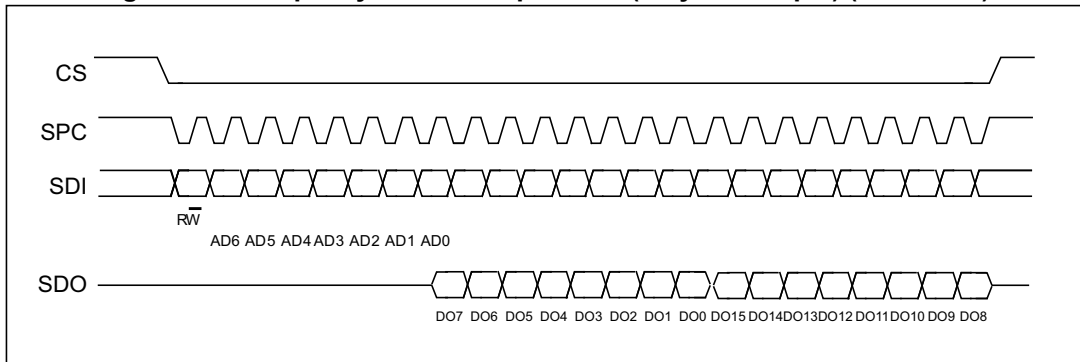 CS
SPC
SDI
RW
AD6 AD5 AD4 AD3 AD2 AD1 AD0
SDO
DO7 DO6 DO5 DO4 DO3 DO2 DO1 DO0 DO15 DO14 DO13 DO12 DO11 DO10 DO9 DO8